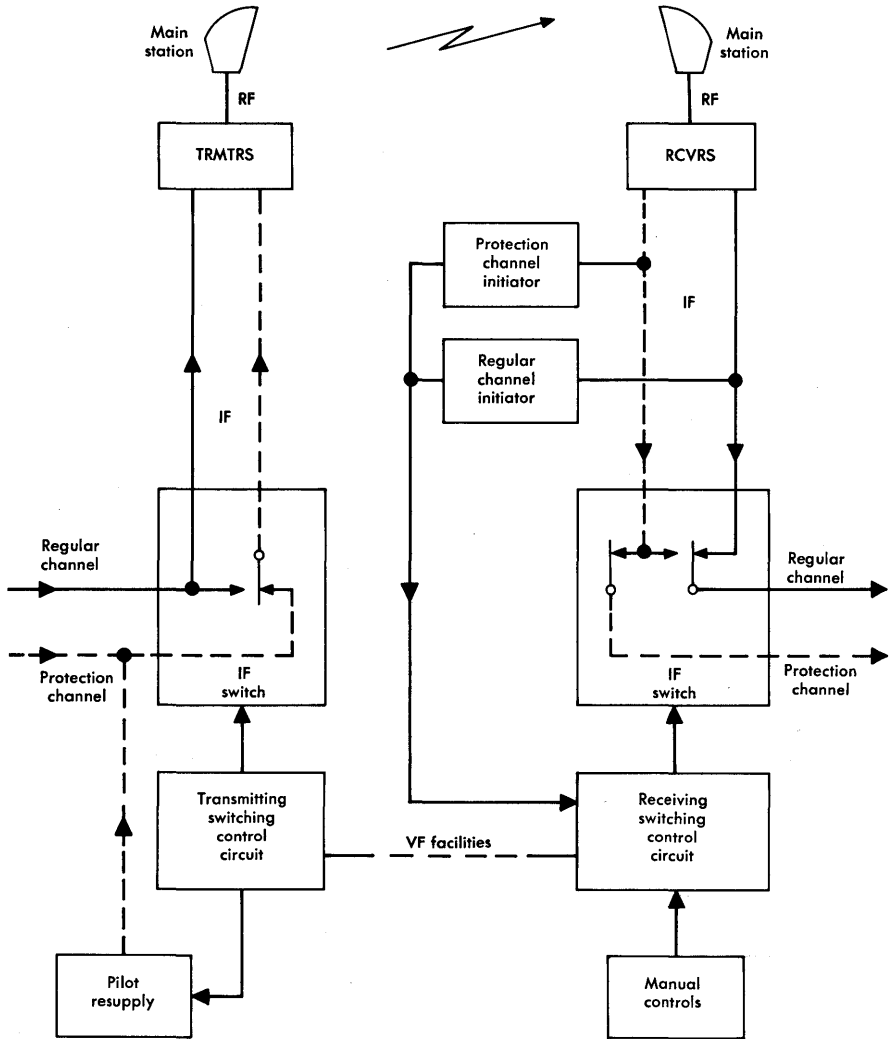 Main
station
RF
TRMTRS
IF
Regular
channel
Protection
channel
IF
switch
Transmitting
switching
control
circuit
Pilot
resupply
VF facilities
Main
station
RF
RCVRS
Protection
channel
initiator
IF
Regular
channel
initiator
Regular
channel
Protection
channel
IF
switch
Receiving
switching
control
circuit
Manual
controls